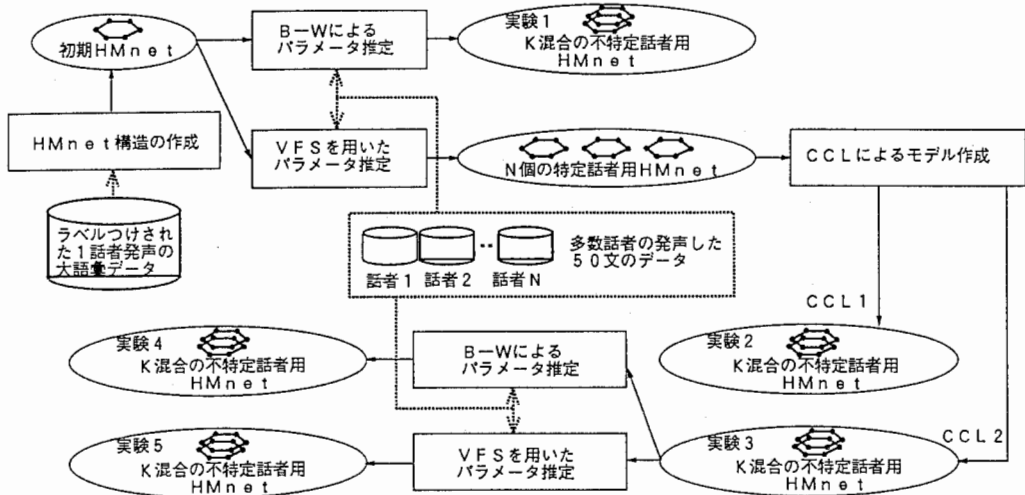 初期HMnet
B－Wによる
パラメータ推定
実験1
K混合の不特定話者用
HMnet
HMnet構造の作成
VFSを用いた
パラメータ推定
N個の特定話者用HMnet
CCLによるモデル作成
ラベルつけされ
た1話者発声の
大語彙データ
話者1 話者2 ‥ 話者N
多数話者の発声した
50文のデータ
CCL1
実験4
K混合の不特定話者用
HMnet
B－Wによる
パラメータ推定
実験2
K混合の不特定話者用
HMnet
CCL2
実験5
K混合の不特定話者用
HMnet
VFSを用いた
パラメータ推定
実験3
K混合の不特定話者用
HMnet